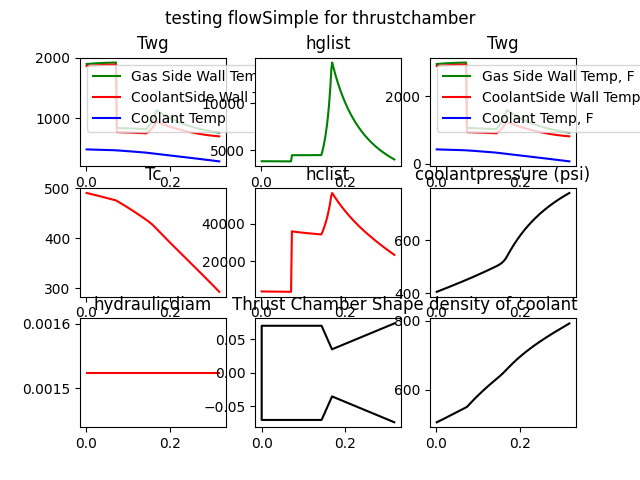 testing flowSimple for thrustchamber
Twg hglist Twg
2000
1000
Gas Side Wall Tem
CoolantSide Wall
Coolant Temp
0.0 0.2
10000
5000
0.0 0.2
2000
0
Gas Side Wall Temp, F
CoolantSide Wall Temp
Coolant Temp, F
0.0 0.2
Tc hclist coolantpressure (psi)
500
400
300
0.0 0.2
40000
20000
0.0 0.2
600
400
0.0 0.2
hydraulicdiam Thrust Chamber Shape density of coolant
0.0016
0.0015
0.0 0.2
0.05
0.00
−0.05
0.0 0.2
800
600
0.0 0.2